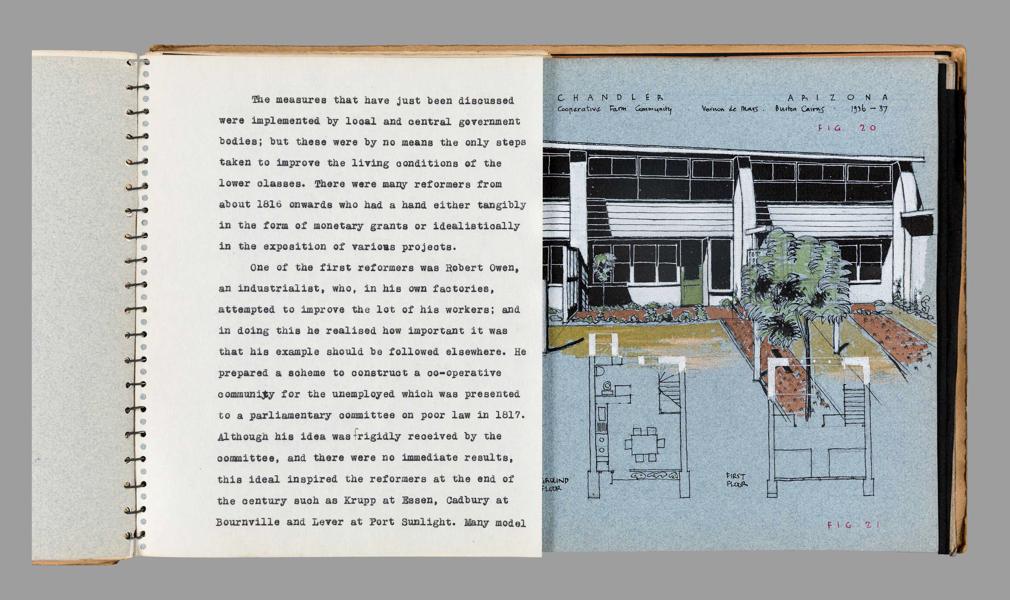 The measures that have just been discussed
were implemented by local and central government
bodies; but these were by no means the only steps
taken to improve the living conditions of the
lower classes. There were many reformers from
about 1816 onwards who had a hand either tangibly
in the form of monetary grants or idealistically
in the exposition of various projects.
One of the first reformers was Robert Owen,
an industrialist, who, in his own factories,
attempted to improve the lot of his workers; and
in doing this he realised how important it was
that his example should be followed elsewhere. He
prepared a scheme to construct a co-operative
community for the unemployed which was presented
to a parliamentary committee on poor law in 1817.
Although his idea was frigidly received by the
committee, and there were no immediate results,
this ideal inspired the reformers at the end of
the century such as Krupp at Essen, Cadbury at
Bournville and Lever at Port Sunlight. Many model
CHANDLER ARIZONA
Cooperative Farm Community Vernon de Mars. Burton Cairns 1936 - 37
FIG 20
GROUND
FLOOR
FIRST
FLOOR
FIG 21